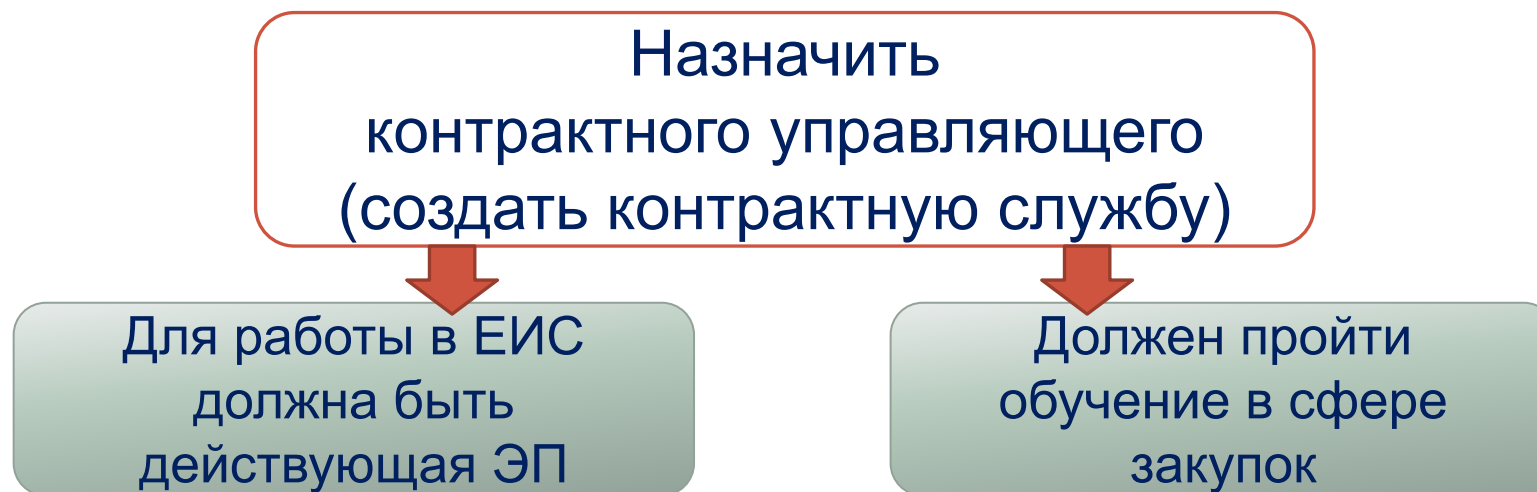 Назначить
контрактного управляющего
(создать контрактную службу)
Для работы в ЕИС
должна быть
действующая ЭП
Должен пройти
обучение в сфере
закупок